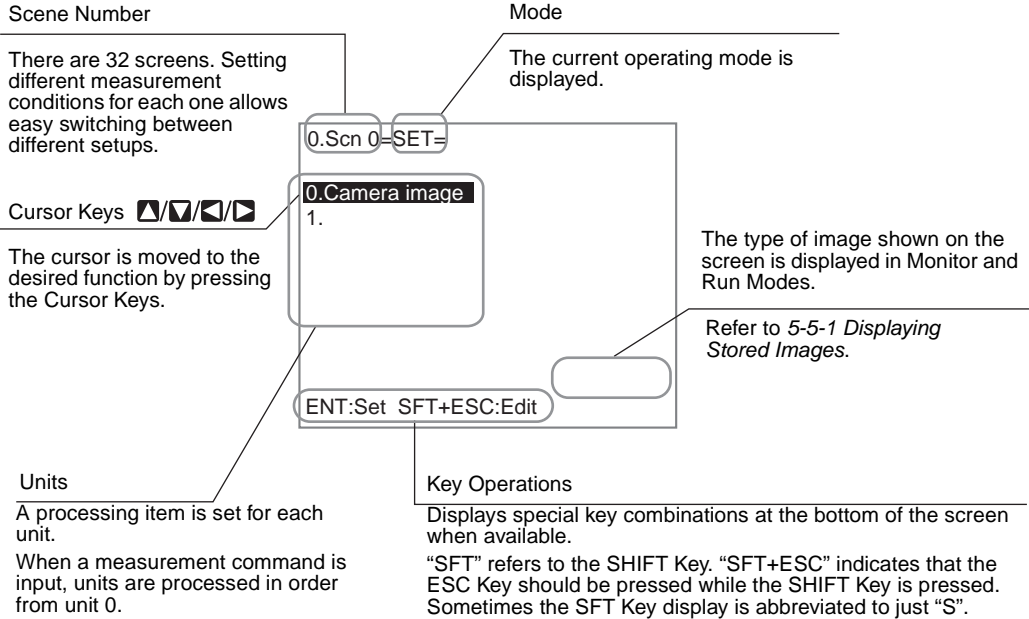 Scene Number
There are 32 screens. Setting
different measurement
conditions for each one allows
easy switching between
different setups.
Mode
The current operating mode is
displayed.
0.Scn 0=SET=
0.Camera image
1.
Cursor Keys / / /
The cursor is moved to the
desired function by pressing
the Cursor Keys.
The type of image shown on the
screen is displayed in Monitor and
Run Modes.
Refer to 5-5-1 Displaying
Stored Images.
ENT:Set SFT+ESC:Edit
Units
A processing item is set for each
unit.
When a measurement command is
input, units are processed in order
from unit 0.
Key Operations
Displays special key combinations at the bottom of the screen
when available.
“SFT” refers to the SHIFT Key. “SFT+ESC” indicates that the
ESC Key should be pressed while the SHIFT Key is pressed.
Sometimes the SFT Key display is abbreviated to just “S”.